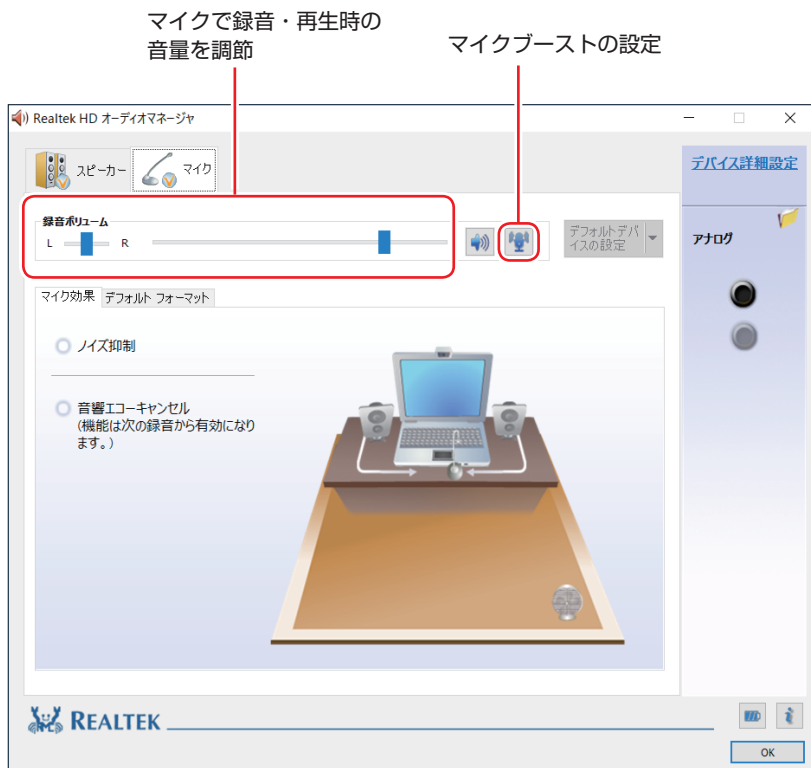 マイクで録音・再生時の
音量を調節
マイクブーストの設定
Realtek HD オーディオマネージャ
スピーカー
マイク
デバイス詳細設定
録音ボリューム
L
R
デフォルトデバ
イスの設定
アナログ
マイク効果
デフォルト フォーマット
ノイズ抑制
音響エコーキャンセル
(機能は次の録音から有効になり
ます。)
REALTEK
OK